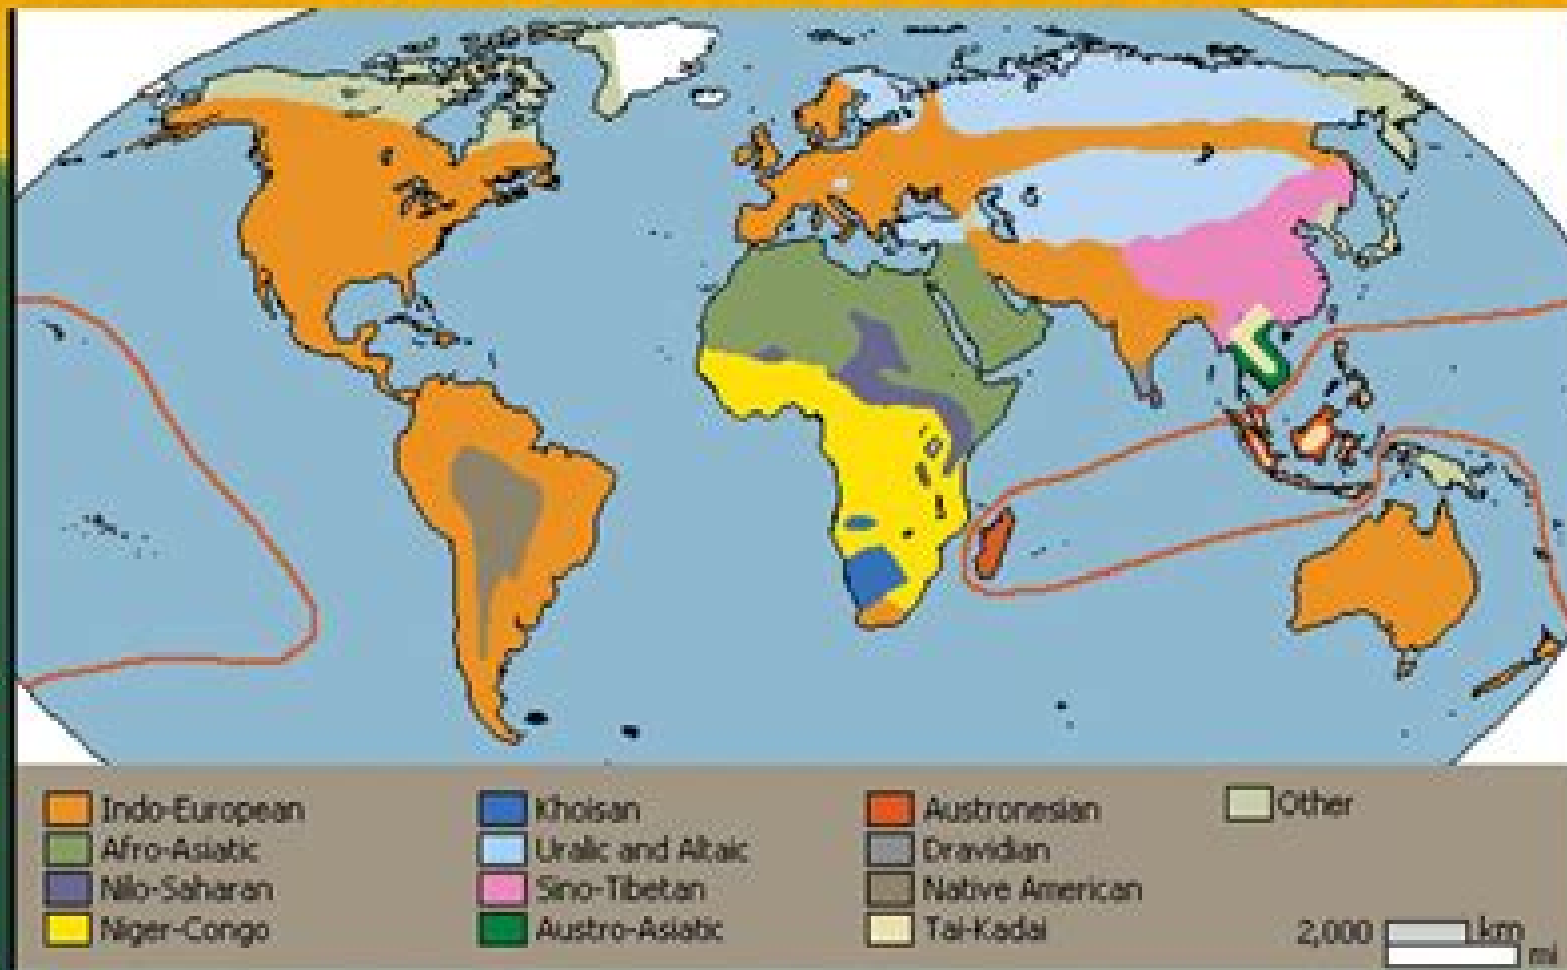 Indo-European
Afro-Asiatic
Nilo-Saharan
Niger-Congo
Khoisan
Uralic and Altaic
Sino-Tibetan
Austro-Asiatic
Austronesian
Dravidian
Native American
Tai-Kadai
Other
2,000 km
mi